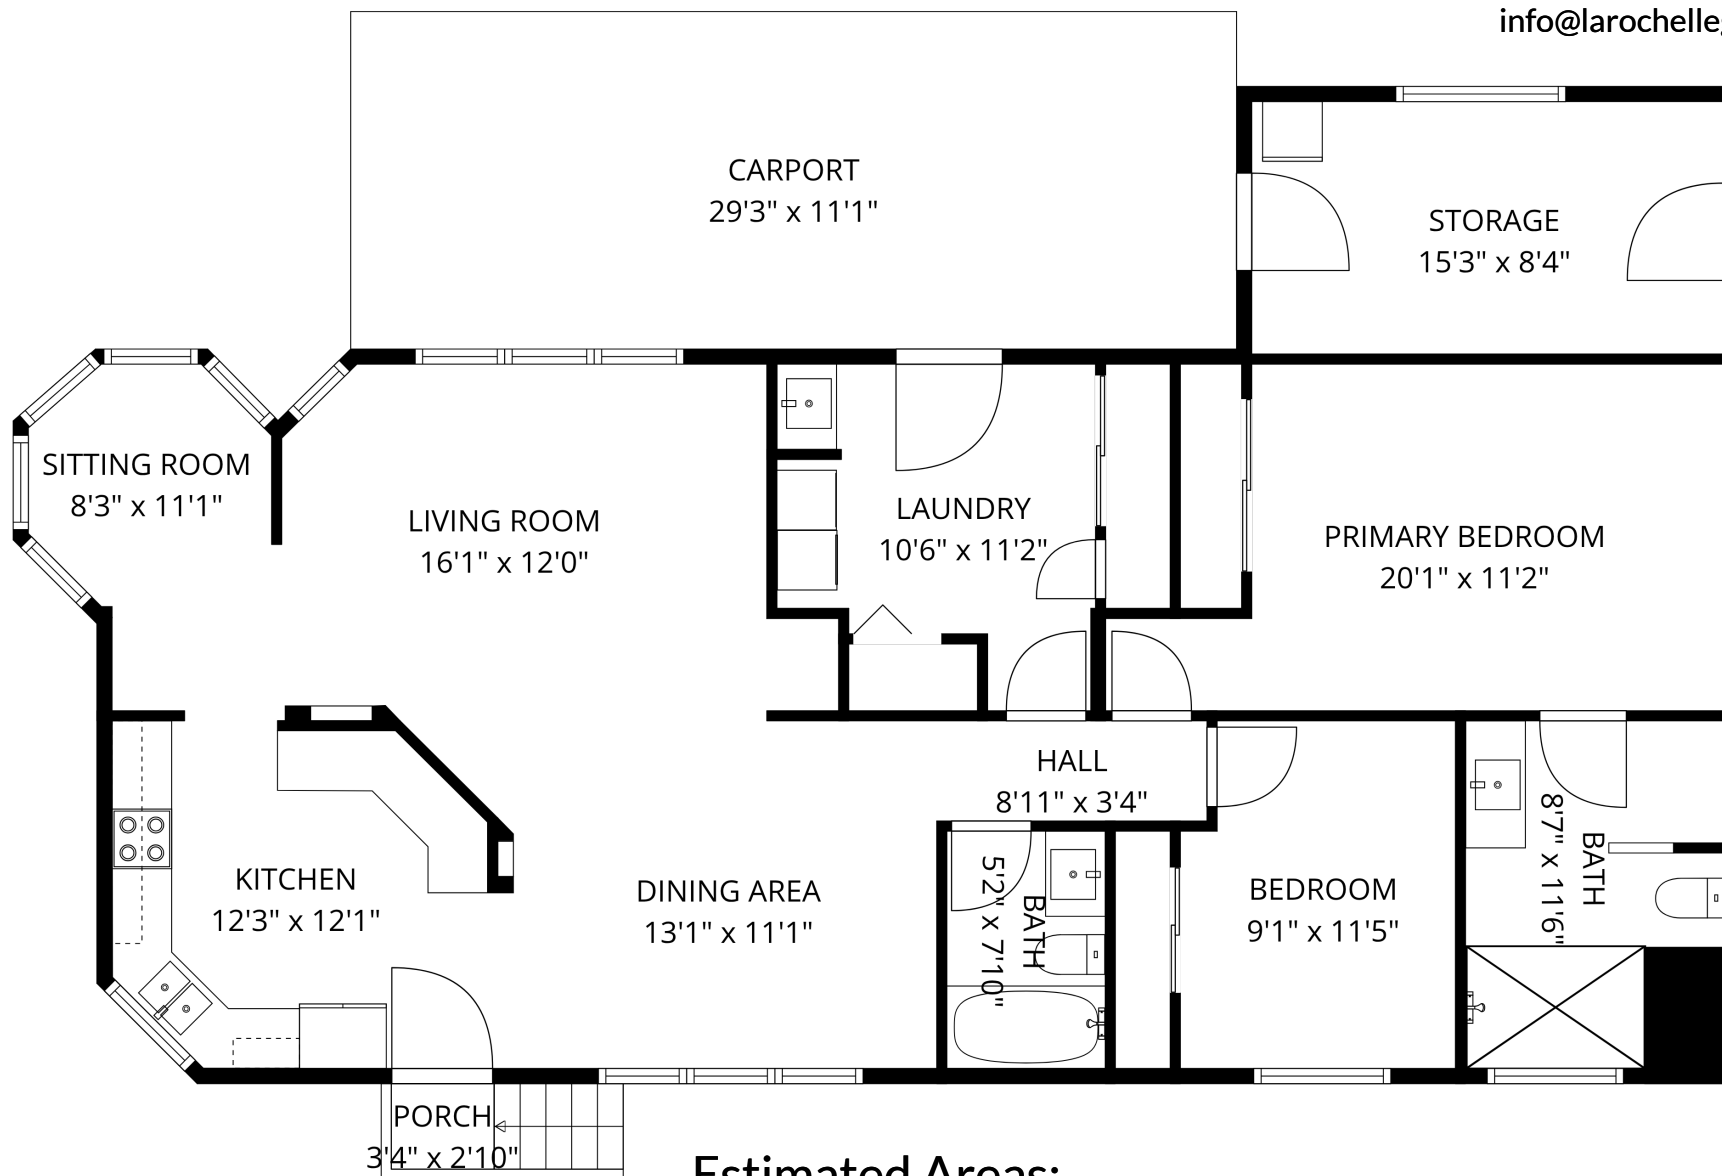 info@larochelle
CARPORT
29'3" x 11'1"
STORAGE
15'3" x 8'4"
SITTING ROOM
8'3" x 11'1"
LIVING ROOM
16'1" x 12'0"
LAUNDRY
10'6" x 11'2"
PRIMARY BEDROOM
20'1" x 11'2"
HALL
8'11" x 3'4"
KITCHEN
12'3" x 12'1"
DINING AREA
13'1" x 11'1"
BATH
5'2" x 7'10"
BEDROOM
9'1" x 11'5"
BATH
8'7" x 11'6"
PORCH
3'4" x 2'10"
Estimated Areas: